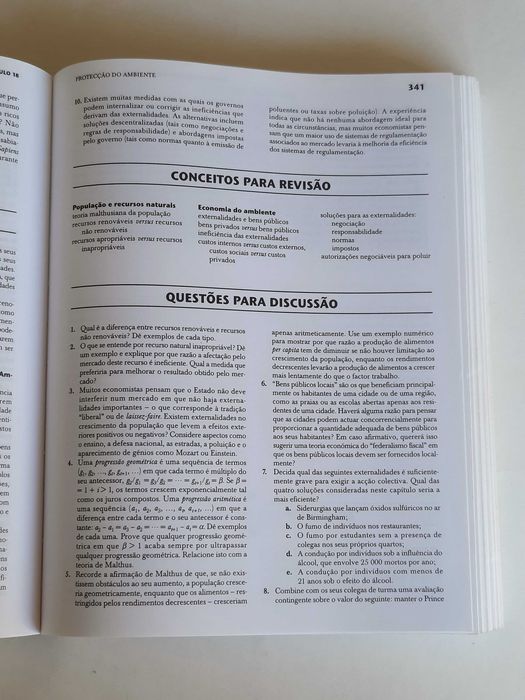 PROTECÇÃO DO AMBIENTE
341
10. Existem muitas medidas com as quais os governos
podem internalizar ou corrigir as ineficiências que
derivam das externalidades. As alternativas incluem
soluções descentralizadas (tais como negociações e
regras de responsabilidade) e abordagens impostas
pelo governo (tais como normas quanto à emissão de
poluentes ou taxas sobre poluição). A experiência
indica que não há nenhuma abordagem ideal para
todas as circunstâncias, mas muitos economistas pen-
sam que um maior uso de sistemas de regulamentação
associados ao mercado levaria à melhoria da eficiência
dos sistemas de regulamentação.
CONCEITOS PARA REVISÃO
População e recursos naturais
teoria malthusiana da população
recursos renováveis versus recursos
não renováveis
recursos apropriáveis versus recursos
inapropriáveis
Economia do ambiente
externalidades e bens públicos
bens privados versus bens públicos
ineficiência das externalidades
custos internos versus custos externos,
custos sociais versus custos
privados
soluções para as externalidades:
negociação
responsabilidade
normas
impostos
autorizações negociáveis para poluir
QUESTÕES PARA DISCUSSÃO
1. Qual é a diferença entre recursos renováveis e recursos
não renováveis? Dê exemplos de cada tipo.
2. O que se entende por recurso natural inapropriável? Dê
um exemplo e explique por que razão a afectação pelo
mercado deste recurso é ineficiente. Qual a medida que
preferiria para melhorar o resultado obtido pelo mer-
cado?
3. Muitos economistas pensam que o Estado não deve
interferir num mercado em que não haja externa-
lidades importantes – o que corresponde à tradição
"liberal" ou de laissez-faire. Existem externalidades no
crescimento da população que levem a efeitos exte-
riores positivos ou negativos? Considere aspectos como
o ensino, a defesa nacional, as estradas, a poluição e o
aparecimento de génios como Mozart ou Einstein.
4. Uma progressão geométrica é uma sequência de termos
(g₁, g₂, ..., gₜ, gₜ₊₁, ...) em que cada termo é múltiplo do
seu antecessor, g₂/g₁ = g₃/g₂ = ... = gₜ₊₁/gₜ = β. Se β =
= 1 + i > 1, os termos crescem exponencialmente tal
como os juros compostos. Uma progressão aritmética é
uma sequência (a₁, a₂, a₃, ..., aₜ, aₜ₊₁, ...) em que a
diferença entre cada termo e o seu antecessor é cons-
tante: a₂ – a₁ = a₃ – a₂ = ... = aₜ₊₁ – aₜ = α. Dê exemplos
de cada uma. Prove que qualquer progressão geomé-
trica em que β > 1 acaba sempre por ultrapassar
qualquer progressão geométrica. Relacione isto com a
teoria de Malthus.
5. Recorde a afirmação de Malthus de que, se não exis-
tissem obstáculos ao seu aumento, a população cresce-
ria geometricamente, enquanto que os alimentos – res-
tringidos pelos rendimentos decrescentes – cresceriam
apenas aritmeticamente. Use um exemplo numérico
para mostrar por que razão a produção de alimentos
per capita tem de diminuir se não houver limitação ao
crescimento da população, enquanto os rendimentos
decrescentes levarão a produção de alimentos a crescer
mais lentamente do que o factor trabalho.
6. "Bens públicos locais" são os que beneficiam principal-
mente os habitantes de uma cidade ou de uma região,
como as praias ou as escolas abertas apenas aos resi-
dentes de uma cidade. Haverá alguma razão para pensar
que as cidades podem actuar concorrencialmente para
proporcionar a quantidade adequada de bens públicos
aos seus habitantes? Em caso afirmativo, quererá isso
sugerir uma teoria económica do "federalismo fiscal" em
que os bens públicos locais devem ser fornecidos local-
mente?
7. Decida qual das seguintes externalidades é suficiente-
mente grave para exigir a acção colectiva. Qual das
quatro soluções consideradas neste capítulo seria a
mais eficiente?
a. Siderurgias que lançam óxidos sulfúricos no ar
de Birmingham;
b. O fumo de indivíduos nos restaurantes;
c. O fumo por estudantes sem a presença de
colegas nos seus próprios quartos;
d. A condução por indivíduos sob a influência do
álcool, que envolve 25 000 mortos por ano;
e. A condução por indivíduos com menos de
21 anos sob o efeito do álcool.
8. Combine com os seus colegas de turma uma avaliação
contingente sobre o valor do seguinte: manter o Prince